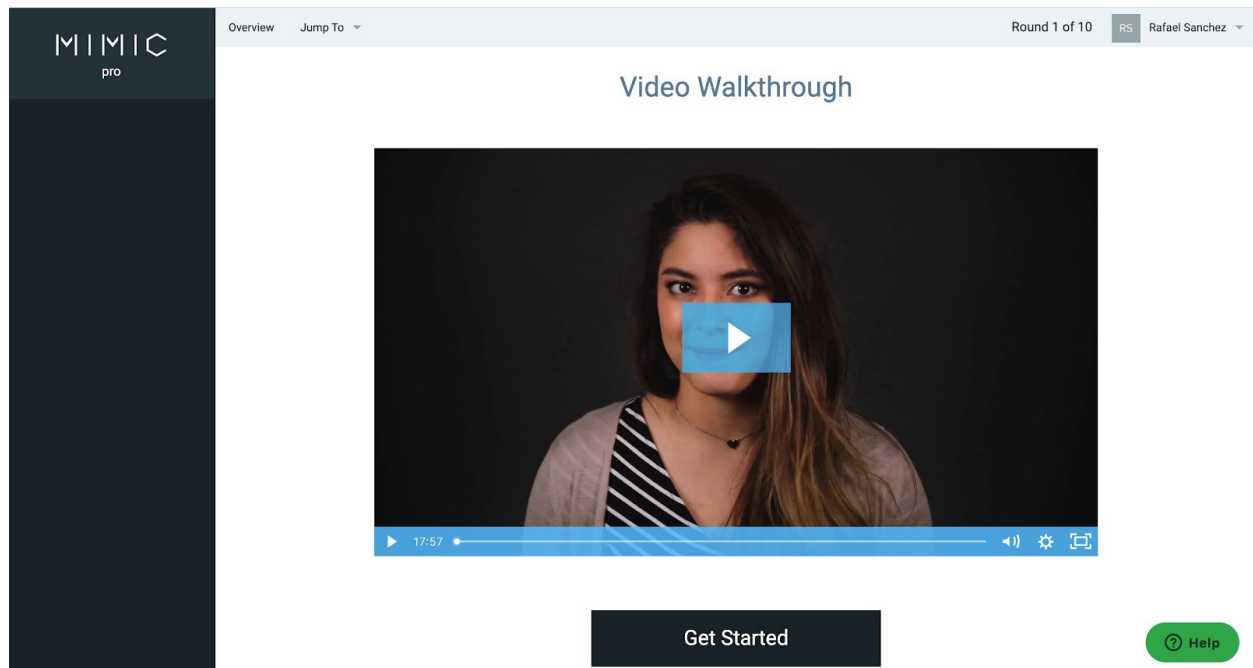 MIMIC
pro
Overview Jump To Round 1 of 10 RS Rafael Sanchez
Video Walkthrough
17:57
Get Started
? Help